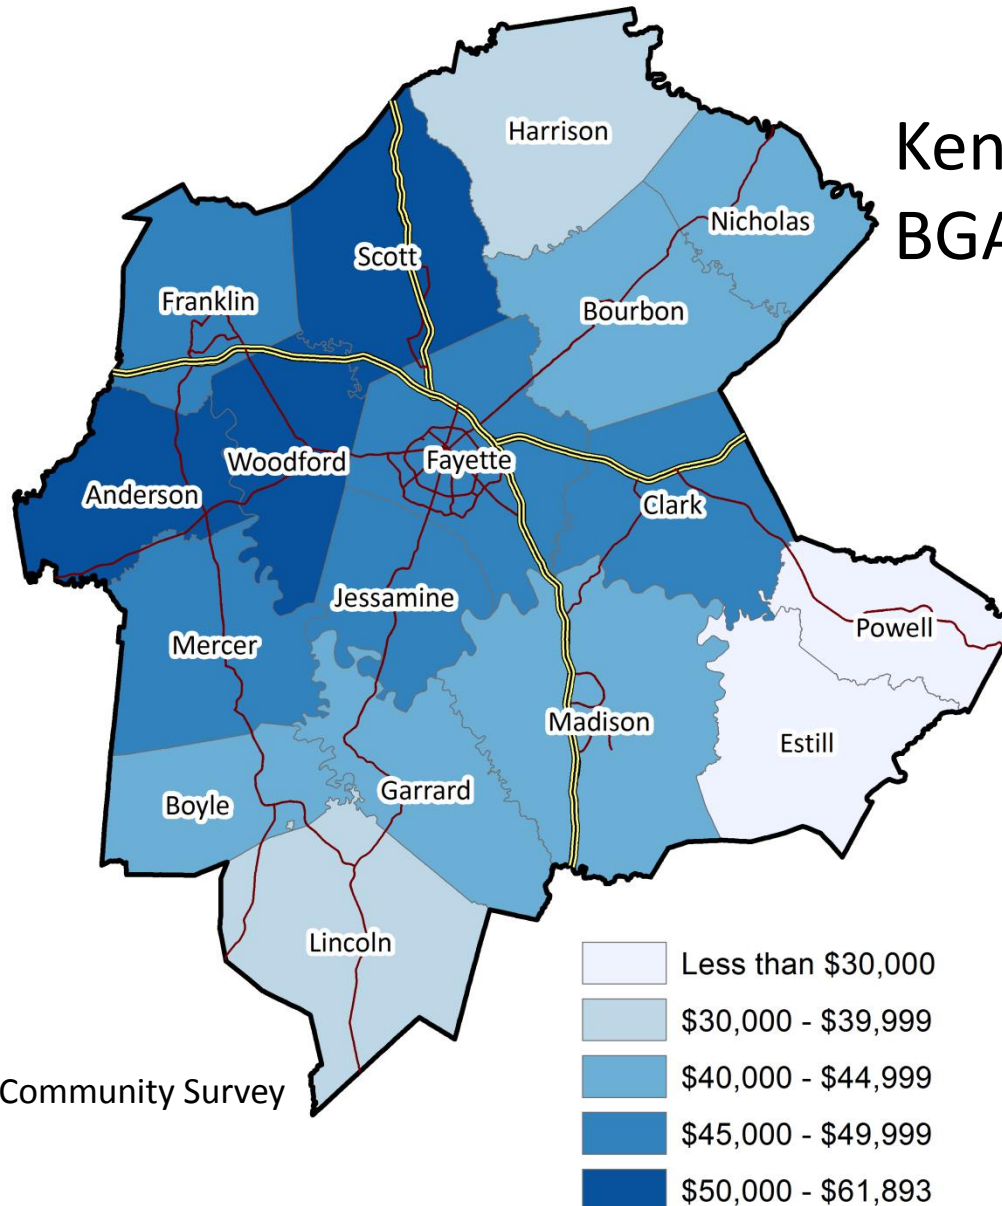 Harrison
Ken
BGA
Nicholas
Scott
Franklin
Bourbon
Woodford
Fayette
Anderson
Clark
Jessamine
Powell
Mercer
Madison
Estill
Garrard
Boyle
Lincoln
Less than $30,000
$30,000 - $39,999
$40,000 - $44,999
Community Survey
$45,000 - $49,999
$50,000 - $61,893